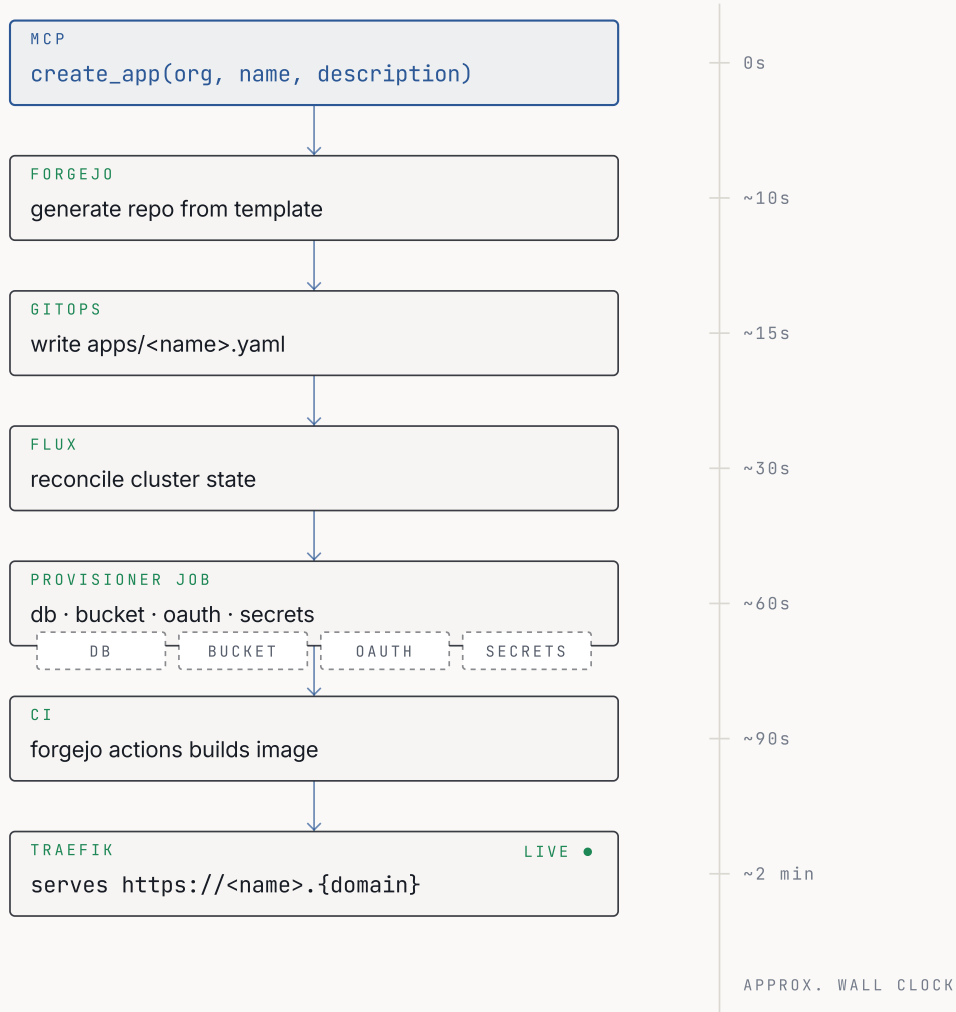 MCP
create_app(org, name, description)
0s
FORGEJO
generate repo from template
~10s
GITOPS
write apps/<name>.yaml
~15s
FLUX
reconcile cluster state
~30s
PROVISIONER JOB
db · bucket · oauth · secrets
~60s
DB
BUCKET
OAUTH
SECRETS
CI
forgejo actions builds image
~90s
TRAEFIK
LIVE
serves https://<name>.{domain}
~2 min
APPROX. WALL CLOCK